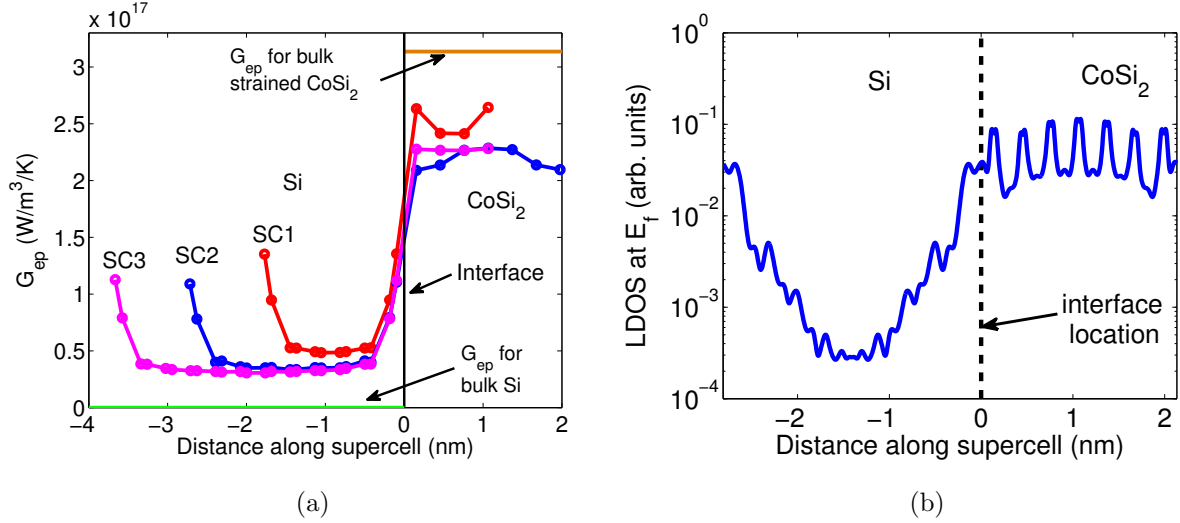 x 10^17
G_ep for bulk
strained CoSi_2
Si
CoSi_2
SC3
SC2
SC1
Interface
G_ep for
bulk Si
G_ep (W/m^3/K)
3
2.5
2
1.5
1
0.5
0
−4 −3 −2 −1 0 1 2
Distance along supercell (nm)
(a)
Si
CoSi_2
interface
location
LDOS at E_f (arb. units)
10^0
10^−1
10^−2
10^−3
10^−4
−2 −1 0 1 2
Distance along supercell (nm)
(b)